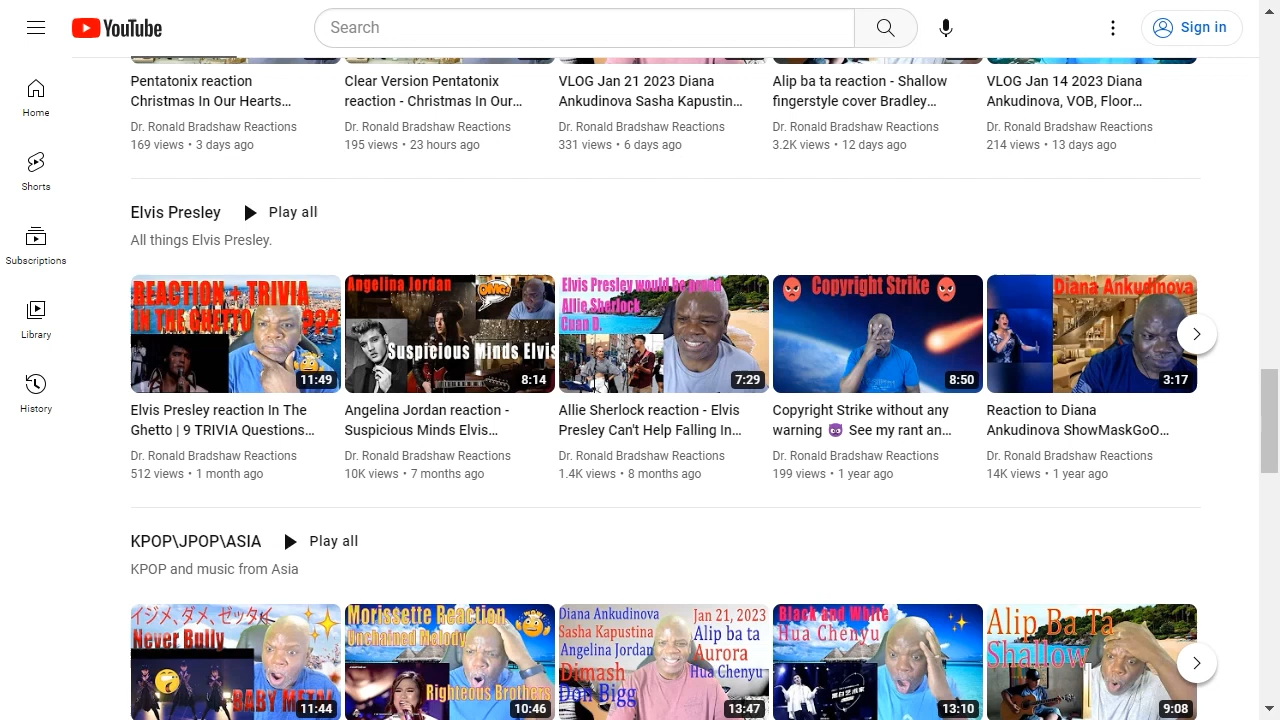 YouTube
Search
Sign in
Home
Shorts
Subscriptions
Library
History
Pentatonix reaction
Christmas In Our Hearts…
Dr. Ronald Bradshaw Reactions
169 views • 3 days ago
Clear Version Pentatonix
reaction - Christmas In Our…
Dr. Ronald Bradshaw Reactions
195 views • 23 hours ago
VLOG Jan 21 2023 Diana
Ankudinova Sasha Kapustin…
Dr. Ronald Bradshaw Reactions
331 views • 6 days ago
Alip ba ta reaction - Shallow
fingerstyle cover Bradley…
Dr. Ronald Bradshaw Reactions
3.2K views • 12 days ago
VLOG Jan 14 2023 Diana
Ankudinova, VOB, Floor…
Dr. Ronald Bradshaw Reactions
214 views • 13 days ago
Elvis Presley
Play all
All things Elvis Presley.
REACTION + TRIVIA
IN THE GHETTO ???
11:49
Angelina Jordan
OMG!
Suspicious Minds Elvis
8:14
Elvis Presley would be proud
Allie Sherlock
Cuan D.
7:29
Copyright Strike
8:50
Diana Ankudinova
3:17
Elvis Presley reaction In The
Ghetto | 9 TRIVIA Questions…
Dr. Ronald Bradshaw Reactions
512 views • 1 month ago
Angelina Jordan reaction -
Suspicious Minds Elvis…
Dr. Ronald Bradshaw Reactions
10K views • 7 months ago
Allie Sherlock reaction - Elvis
Presley Can't Help Falling In…
Dr. Ronald Bradshaw Reactions
1.4K views • 8 months ago
Copyright Strike without any
warning 😈 See my rant an…
Dr. Ronald Bradshaw Reactions
199 views • 1 year ago
Reaction to Diana
Ankudinova ShowMaskGoO…
Dr. Ronald Bradshaw Reactions
14K views • 1 year ago
KPOP\JPOP\ASIA
Play all
KPOP and music from Asia
イジメ、ダメ、ゼッタイ
Never Bully
BABY METAL
11:44
Morissette Reaction
Unchained Melody
Righteous Brothers
10:46
Diana Ankudinova
Sasha Kapustina
Angelina Jordan
Dimash
Don Bigg
Jan 21, 2023
Alip ba ta
Aurora
Hua Chenyu
13:47
Black and White
Hua Chenyu
13:10
Alip Ba Ta
Shallow
9:08